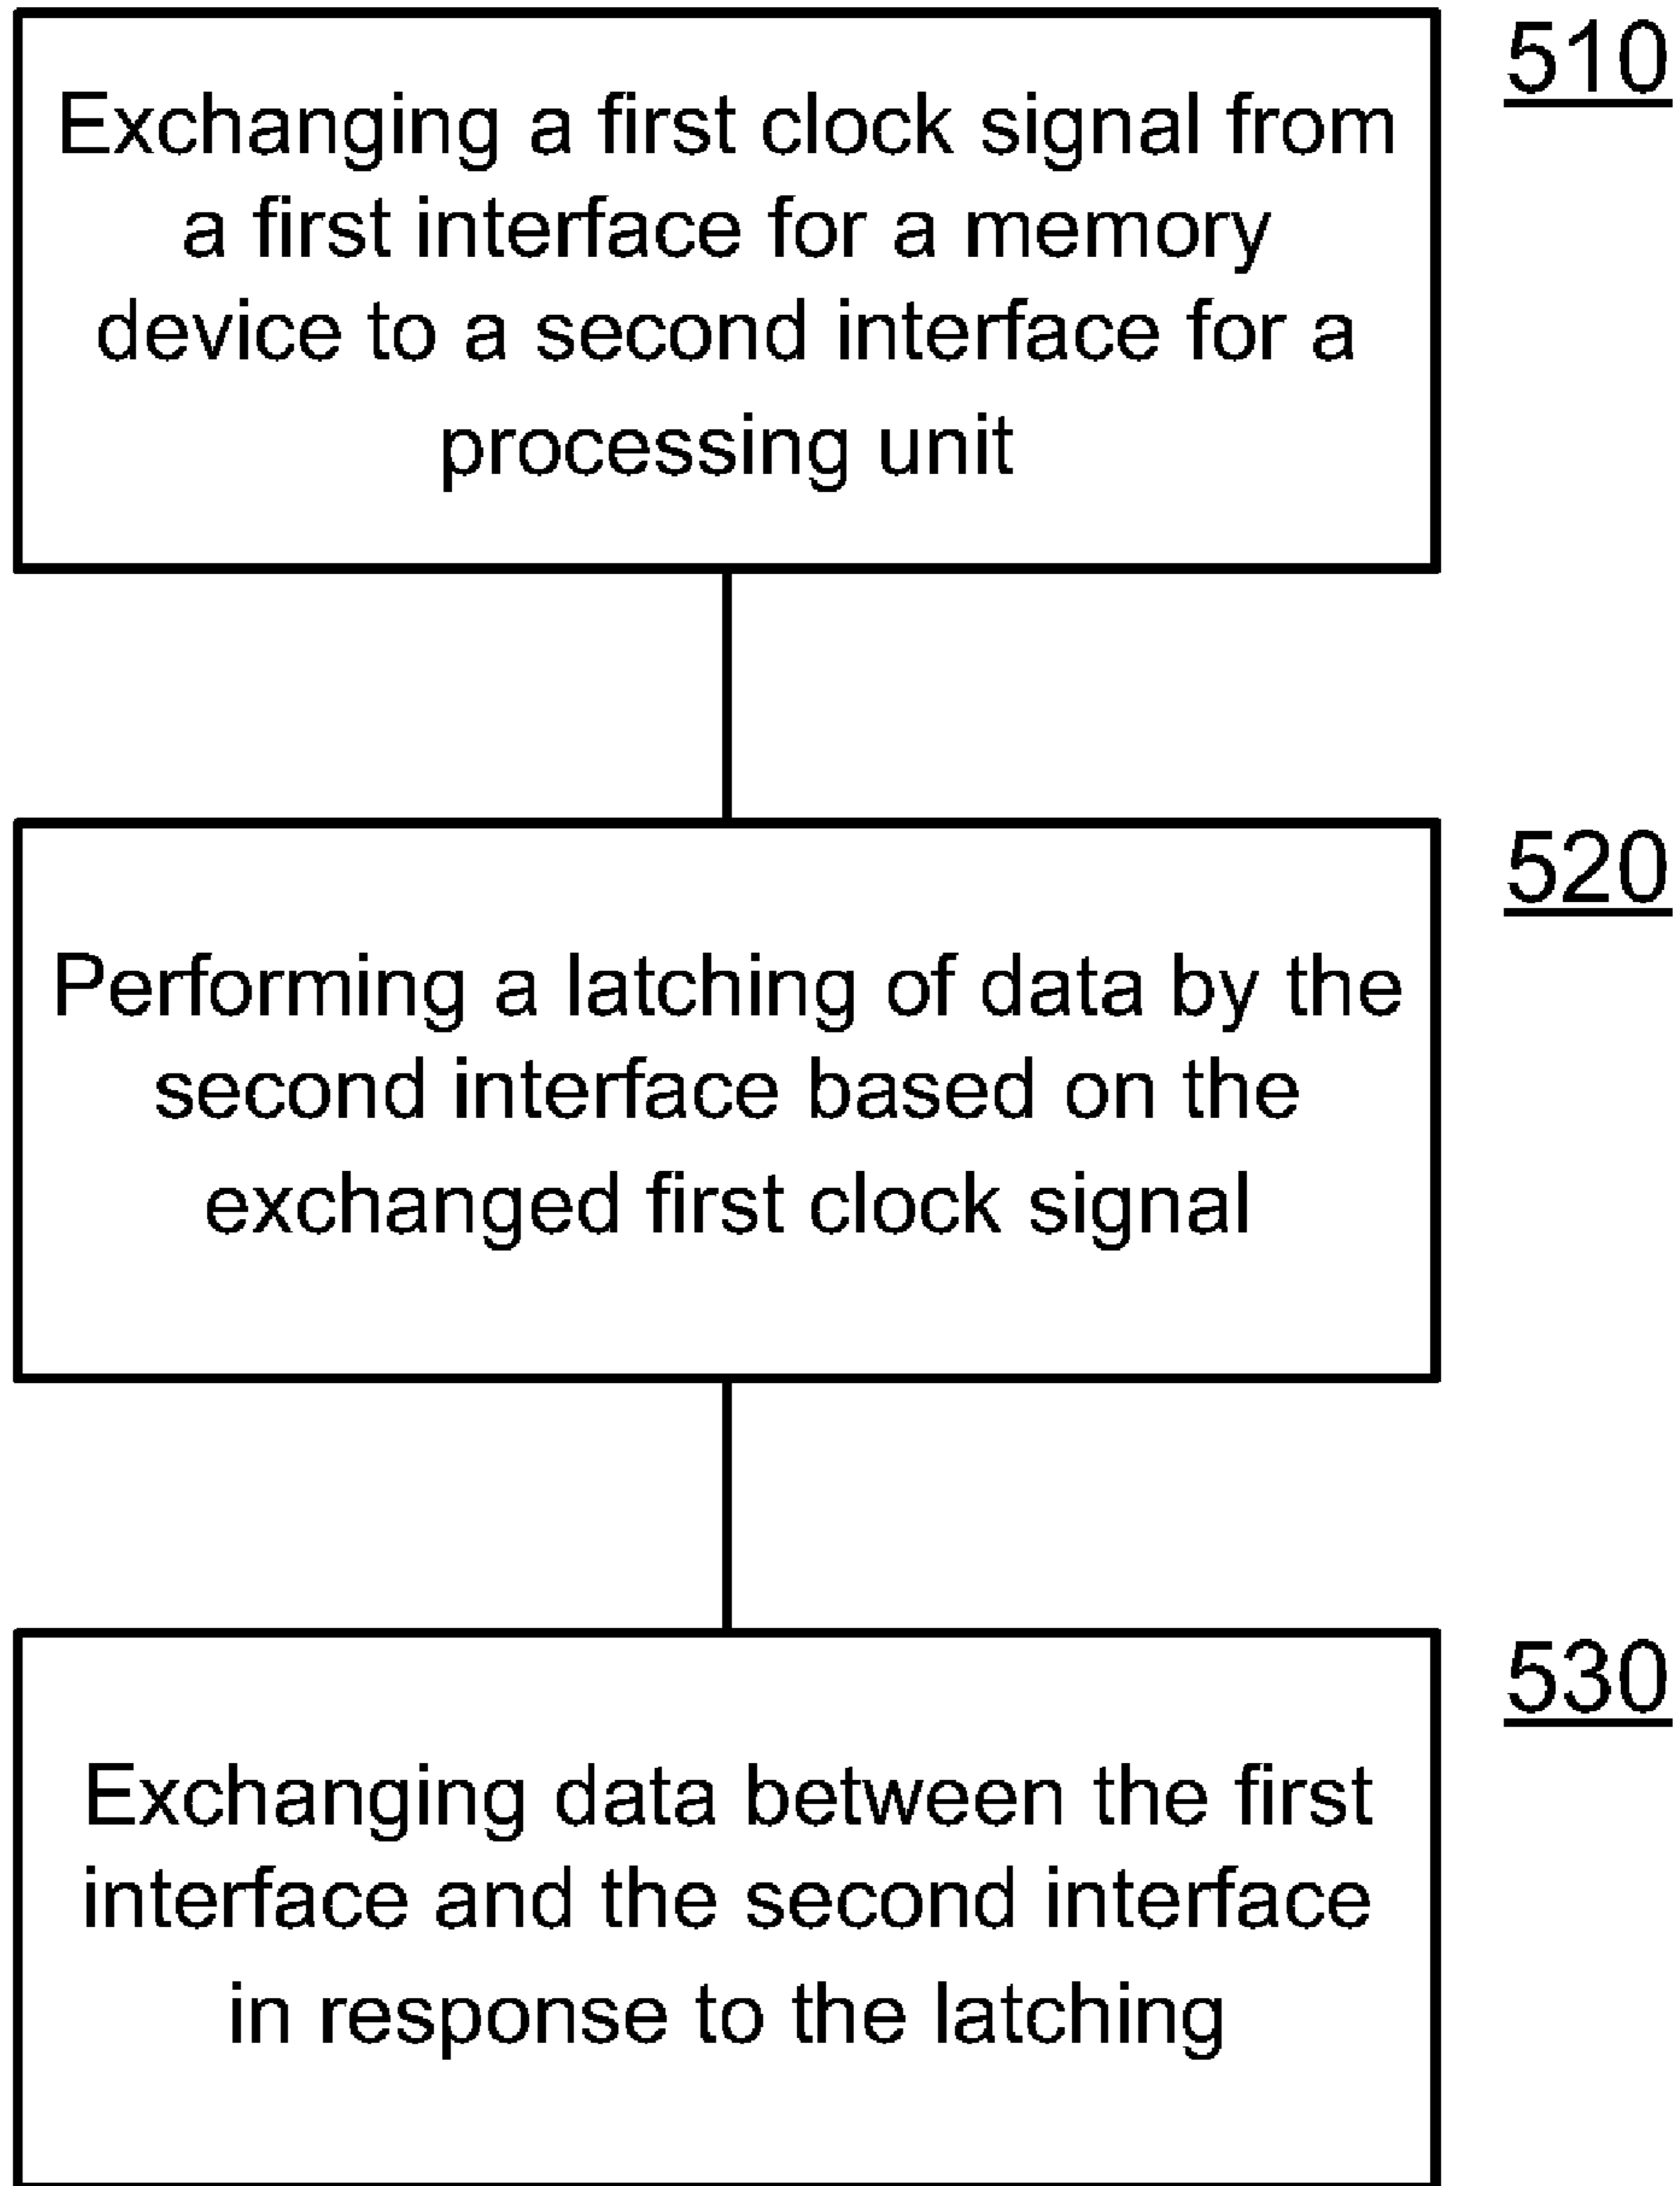 510
Exchanging a first clock signal from
a first interface for a memory
device to a second interface for a
processing unit
520
Performing a latching of data by the
second interface based on the
exchanged first clock signal
530
Exchanging data between the first
interface and the second interface
in response to the latching